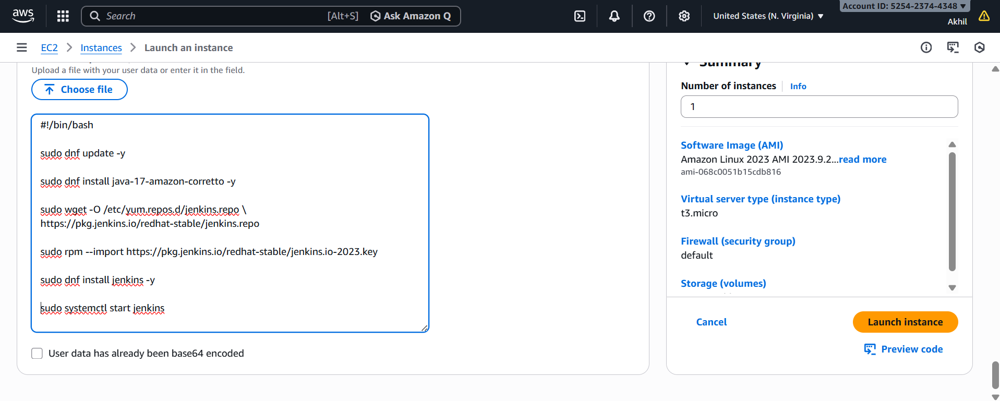 aws
Search
[Alt+S]
Ask Amazon Q
United States (N. Virginia) ▼
Account ID: 5254-2374-4348 ▼
Akhil
EC2 > Instances > Launch an instance
Upload a file with your user data or enter it in the field.
Choose file
#!/bin/bash
sudo dnf update -y
sudo dnf install java-17-amazon-corretto -y
sudo wget -O /etc/yum.repos.d/jenkins.repo \
https://pkg.jenkins.io/redhat-stable/jenkins.repo
sudo rpm --import https://pkg.jenkins.io/redhat-stable/jenkins.io-2023.key
sudo dnf install jenkins -y
sudo systemctl start jenkins
User data has already been base64 encoded
Summary
Number of instances
Info
1
Software Image (AMI)
Amazon Linux 2023 AMI 2023.9.2...read more
ami-068c0051b15cdb816
Virtual server type (instance type)
t3.micro
Firewall (security group)
default
Storage (volumes)
Cancel
Launch instance
Preview code